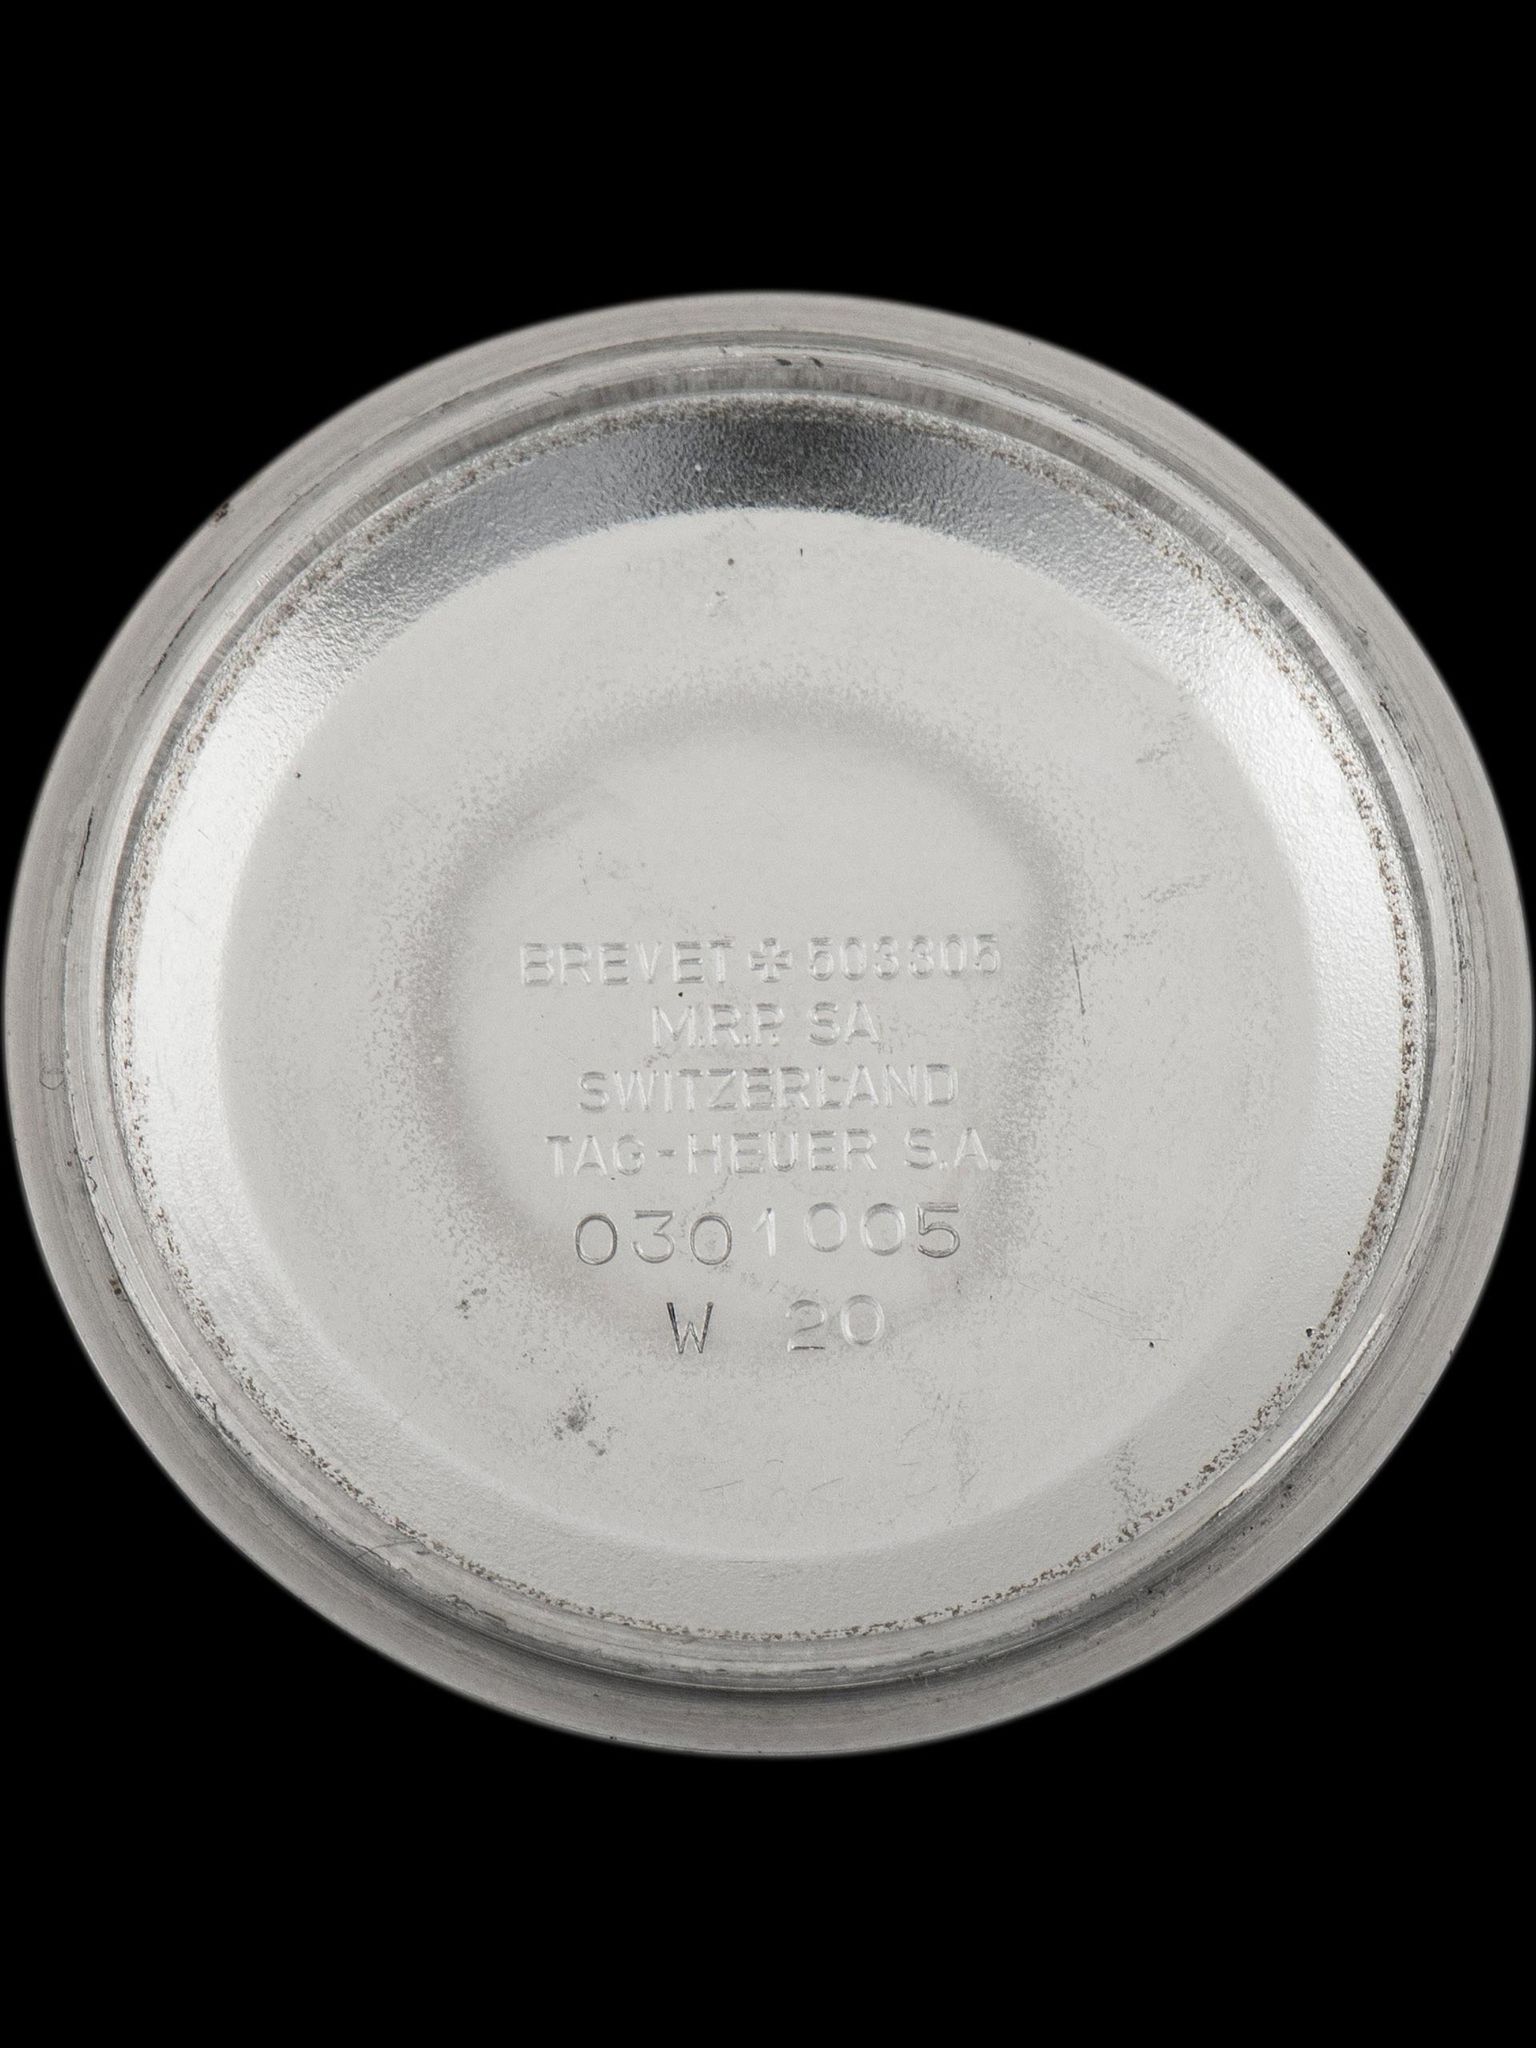 BREVET ✚ 503305
M.R.P. SA
SWITZERLAND
TAG-HEUER S.A.
0301005
W 20